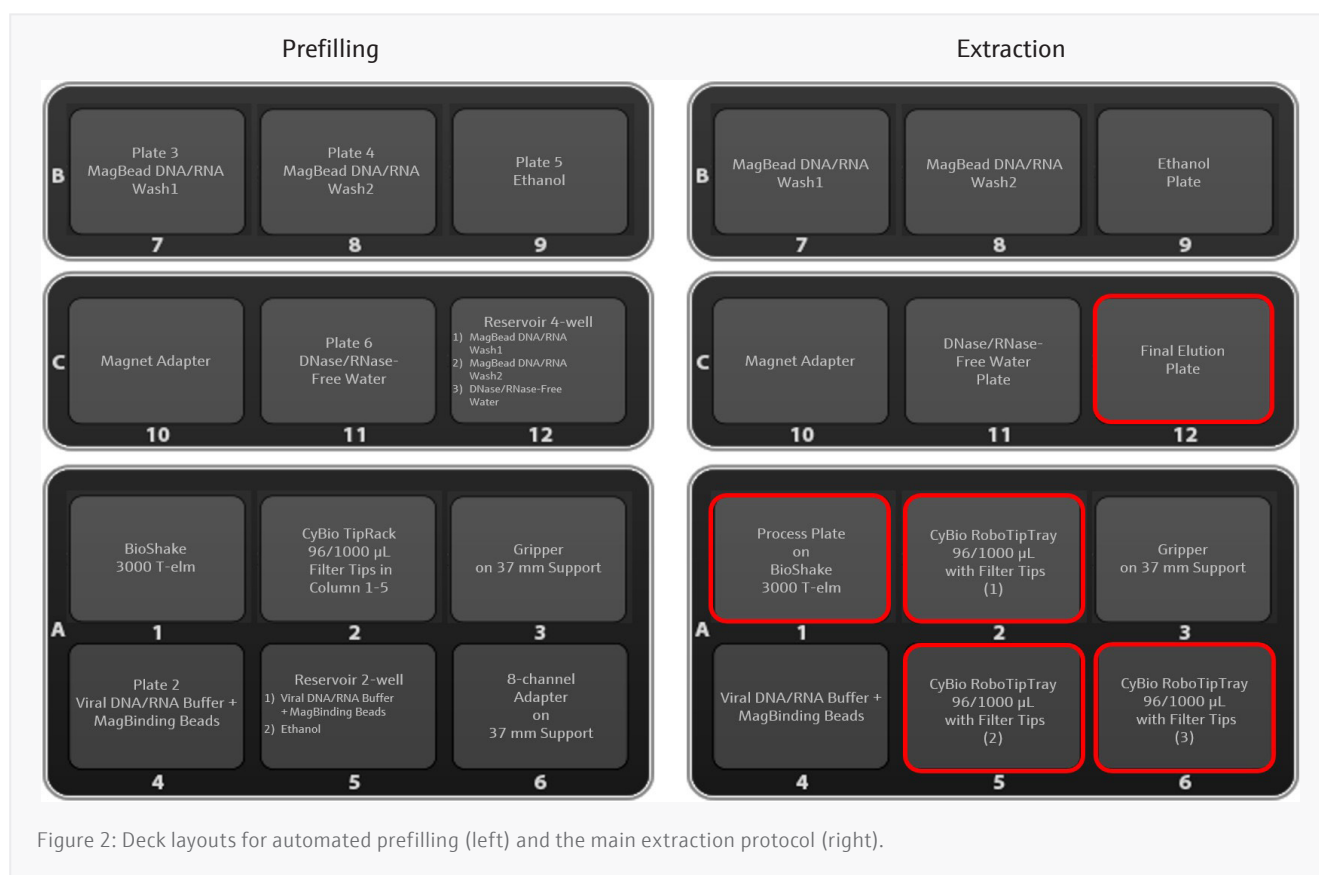 Prefilling
Plate 3
MagBead DNA/RNA
Wash1
Plate 4
MagBead DNA/RNA
Wash2
Plate 5
Ethanol
B
7
8
9
Magnet Adapter
Plate 6
DNase/RNase-
Free Water
Reservoir 4-well
1) MagBead DNA/RNA
Wash1
2) MagBead DNA/RNA
Wash2
3) DNase/RNase-Free
Water
C
10
11
12
BioShake
3000 T-elm
CyBio TipRack
96/1000 µL
Filter Tips in
Column 1-5
Gripper
on 37 mm Support
A
1
2
3
Plate 2
Viral DNA/RNA Buffer +
MagBinding Beads
Reservoir 2-well
1) Viral DNA/RNA Buffer
+ MagBinding Beads
2) Ethanol
8-channel
Adapter
on
37 mm Support
4
5
6
Extraction
MagBead DNA/RNA
Wash1
MagBead DNA/RNA
Wash2
Ethanol
Plate
B
7
8
9
Magnet Adapter
DNase/RNase-
Free Water
Plate
Final Elution
Plate
C
10
11
12
Process Plate
on
BioShake
3000 T-elm
CyBio RoboTipTray
96/1000 µL
with Filter Tips
(1)
Gripper
on 37 mm Support
A
1
2
3
Viral DNA/RNA Buffer +
MagBinding Beads
CyBio RoboTipTray
96/1000 µL
with Filter Tips
(2)
CyBio RoboTipTray
96/1000 µL
with Filter Tips
(3)
4
5
6
Figure 2: Deck layouts for automated prefilling (left) and the main extraction protocol (right).